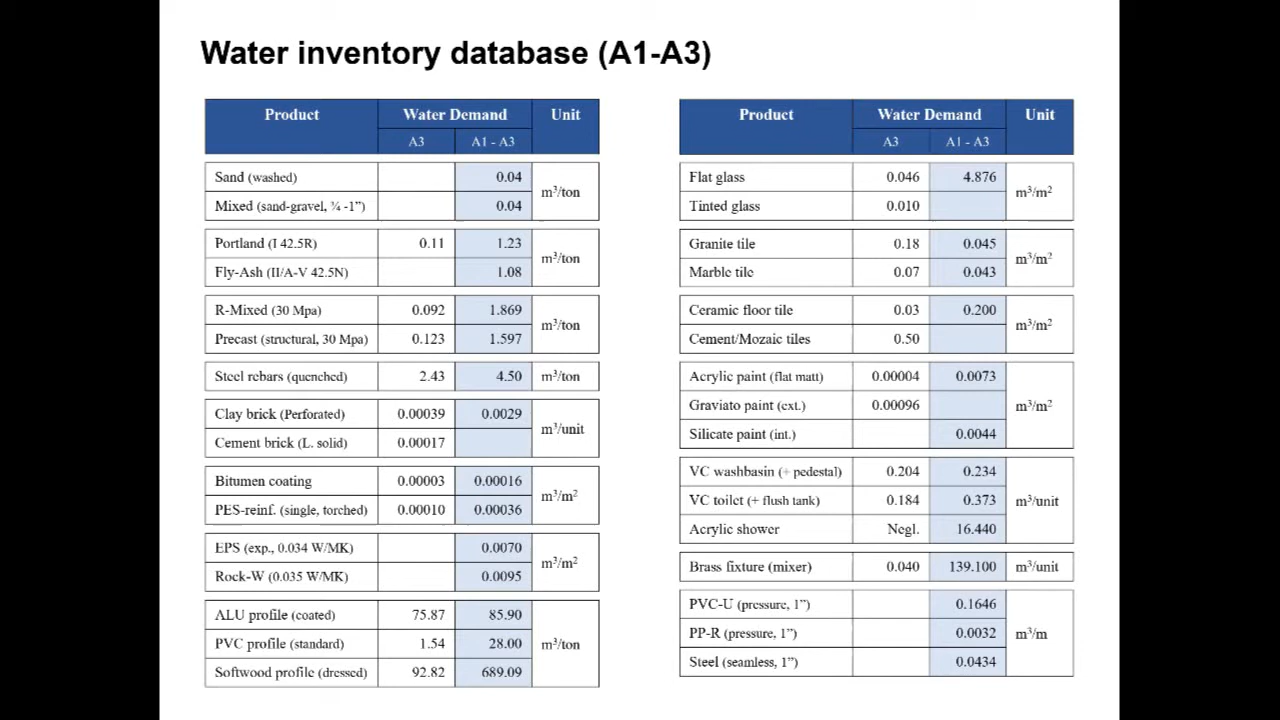 Water inventory database (A1-A3)
Product Water Demand Unit
A3 A1 - A3
Sand (washed) 0.04 m³/ton
Mixed (sand-gravel, ¾ -1”) 0.04
Portland (I 42.5R) 0.11 1.23 m³/ton
Fly-Ash (II/A-V 42.5N) 1.08
R-Mixed (30 Mpa) 0.092 1.869 m³/ton
Precast (structural, 30 Mpa) 0.123 1.597
Steel rebars (quenched) 2.43 4.50 m³/ton
Clay brick (Perforated) 0.00039 0.0029 m³/unit
Cement brick (L. solid) 0.00017
Bitumen coating 0.00003 0.00016 m³/m²
PES-reinf. (single, torched) 0.00010 0.00036
EPS (exp., 0.034 W/MK) 0.0070 m³/m²
Rock-W (0.035 W/MK) 0.0095
ALU profile (coated) 75.87 85.90 m³/ton
PVC profile (standard) 1.54 28.00
Softwood profile (dressed) 92.82 689.09
Product Water Demand Unit
A3 A1 - A3
Flat glass 0.046 4.876 m³/m²
Tinted glass 0.010
Granite tile 0.18 0.045 m³/m²
Marble tile 0.07 0.043
Ceramic floor tile 0.03 0.200 m³/m²
Cement/Mozaic tiles 0.50
Acrylic paint (flat matt) 0.00004 0.0073 m³/m²
Graviato paint (ext.) 0.00096
Silicate paint (int.) 0.0044
VC washbasin (+ pedestal) 0.204 0.234 m³/unit
VC toilet (+ flush tank) 0.184 0.373
Acrylic shower Negl. 16.440
Brass fixture (mixer) 0.040 139.100 m³/unit
PVC-U (pressure, 1”) 0.1646 m³/m
PP-R (pressure, 1”) 0.0032
Steel (seamless, 1”) 0.0434